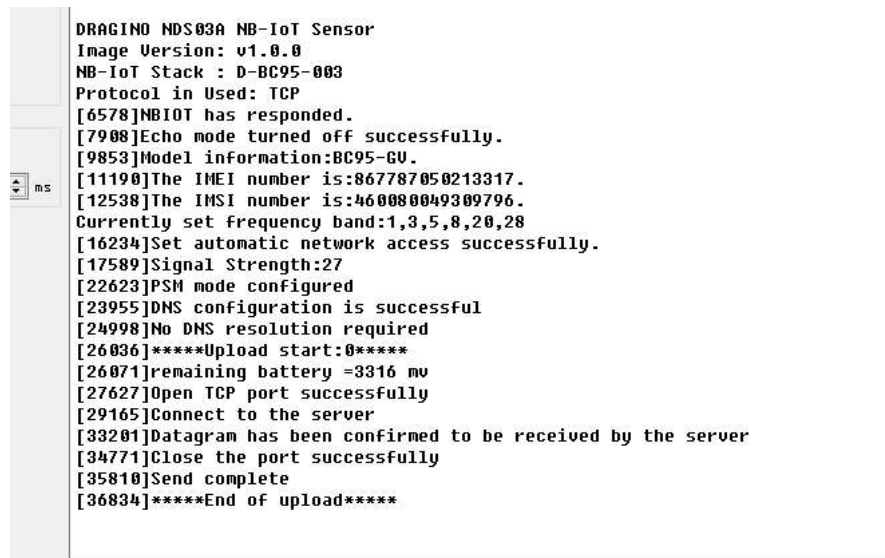 DRAGINO NDS03A NB-IoT Sensor
Image Version: v1.0.0
NB-IoT Stack : D-BC95-003
Protocol in Used: TCP
[6578]NBIOT has responded.
[7908]Echo mode turned off successfully.
[9853]Model information:BC95-GV.
[11190]The IMEI number is:867787050213317.
ms
[12538]The IMSI number is:460080049309796.
Currently set frequency band:1,3,5,8,20,28
[16234]Set automatic network access successfully.
[17589]Signal Strength:27
[22623]PSM mode configured
[23955]DNS configuration is successful
[24998]No DNS resolution required
[26036]*****Upload start:0*****
[26071]remaining battery =3316 mv
[27627]Open TCP port successfully
[29165]Connect to the server
[33201]Datagram has been confirmed to be received by the server
[34771]Close the port successfully
[35810]Send complete
[36834]*****End of upload*****